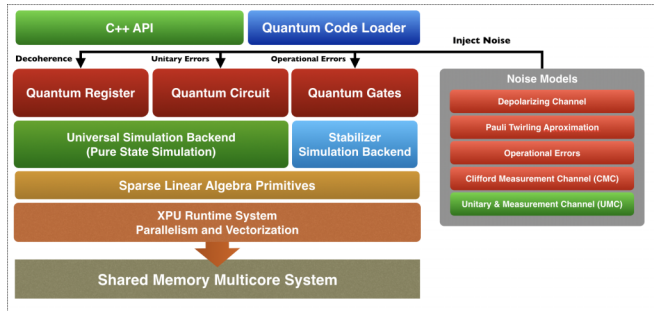 C++ API
Quantum Code Loader
Inject Noise
Decoherence
Unitary Errors
Operational Errors
Quantum Register
Quantum Circuit
Quantum Gates
Noise Models
Depolarizing Channel
Pauli Twirling Aproximation
Operational Errors
Clifford Measurement Channel (CMC)
Unitary & Measurement Channel (UMC)
Universal Simulation Backend
(Pure State Simulation)
Stabilizer
Simulation Backend
Sparse Linear Algebra Primitives
XPU Runtime System
Parallelism and Vectorization
Shared Memory Multicore System